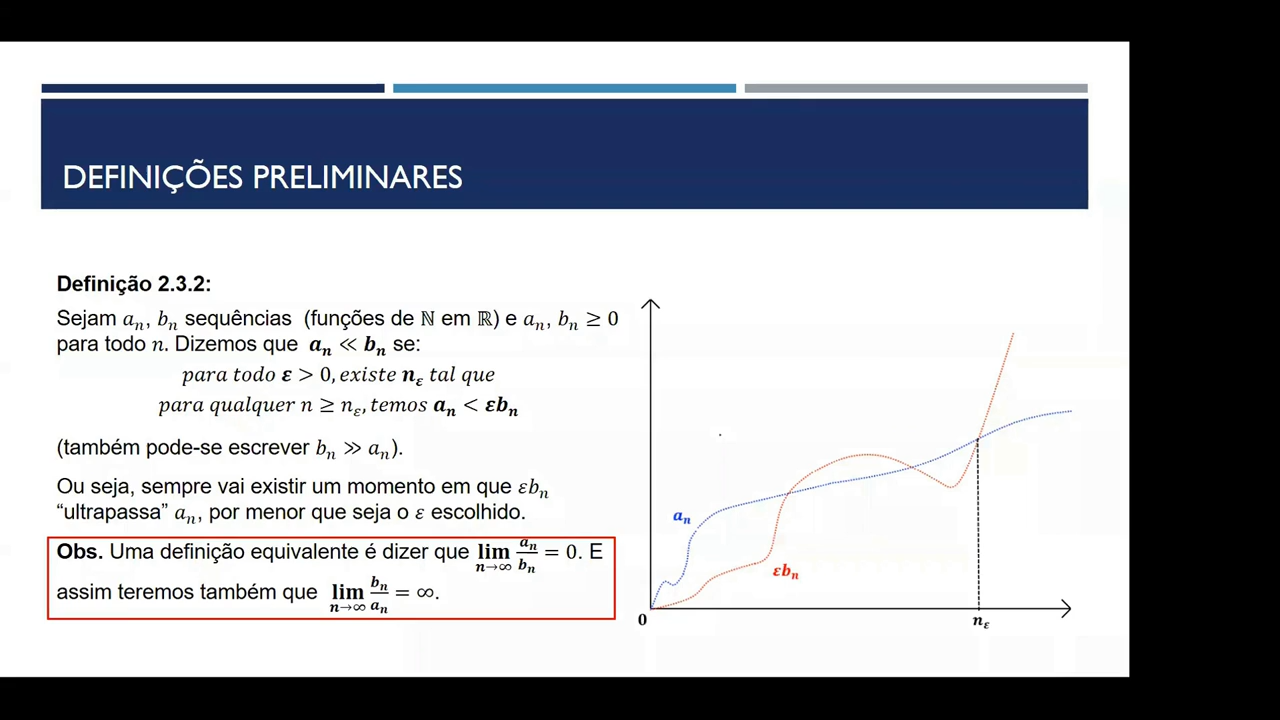 DEFINIÇÕES PRELIMINARES
Definição 2.3.2:
Sejam aₙ, bₙ sequências (funções de ℕ em ℝ) e aₙ, bₙ ≥ 0
para todo n. Dizemos que aₙ ≪ bₙ se:
para todo ε > 0, existe n_ε tal que
para qualquer n ≥ n_ε, temos aₙ < εbₙ
(também pode-se escrever bₙ ≫ aₙ).
Ou seja, sempre vai existir um momento em que εbₙ
“ultrapassa” aₙ, por menor que seja o ε escolhido.
Obs. Uma definição equivalente é dizer que lim n→∞ aₙ/bₙ = 0. E
assim teremos também que lim n→∞ bₙ/aₙ = ∞.
aₙ
εbₙ
0
n_ε